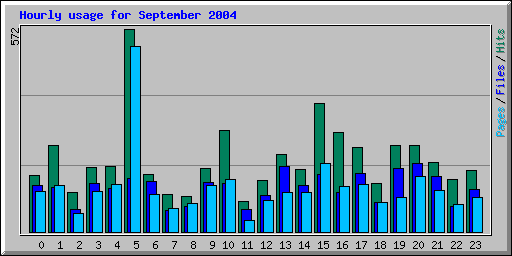 Hourly usage for September 2004
572
Pages / Files / Hits
0 1 2 3 4 5 6 7 8 9 10 11 12 13 14 15 16 17 18 19 20 21 22 23